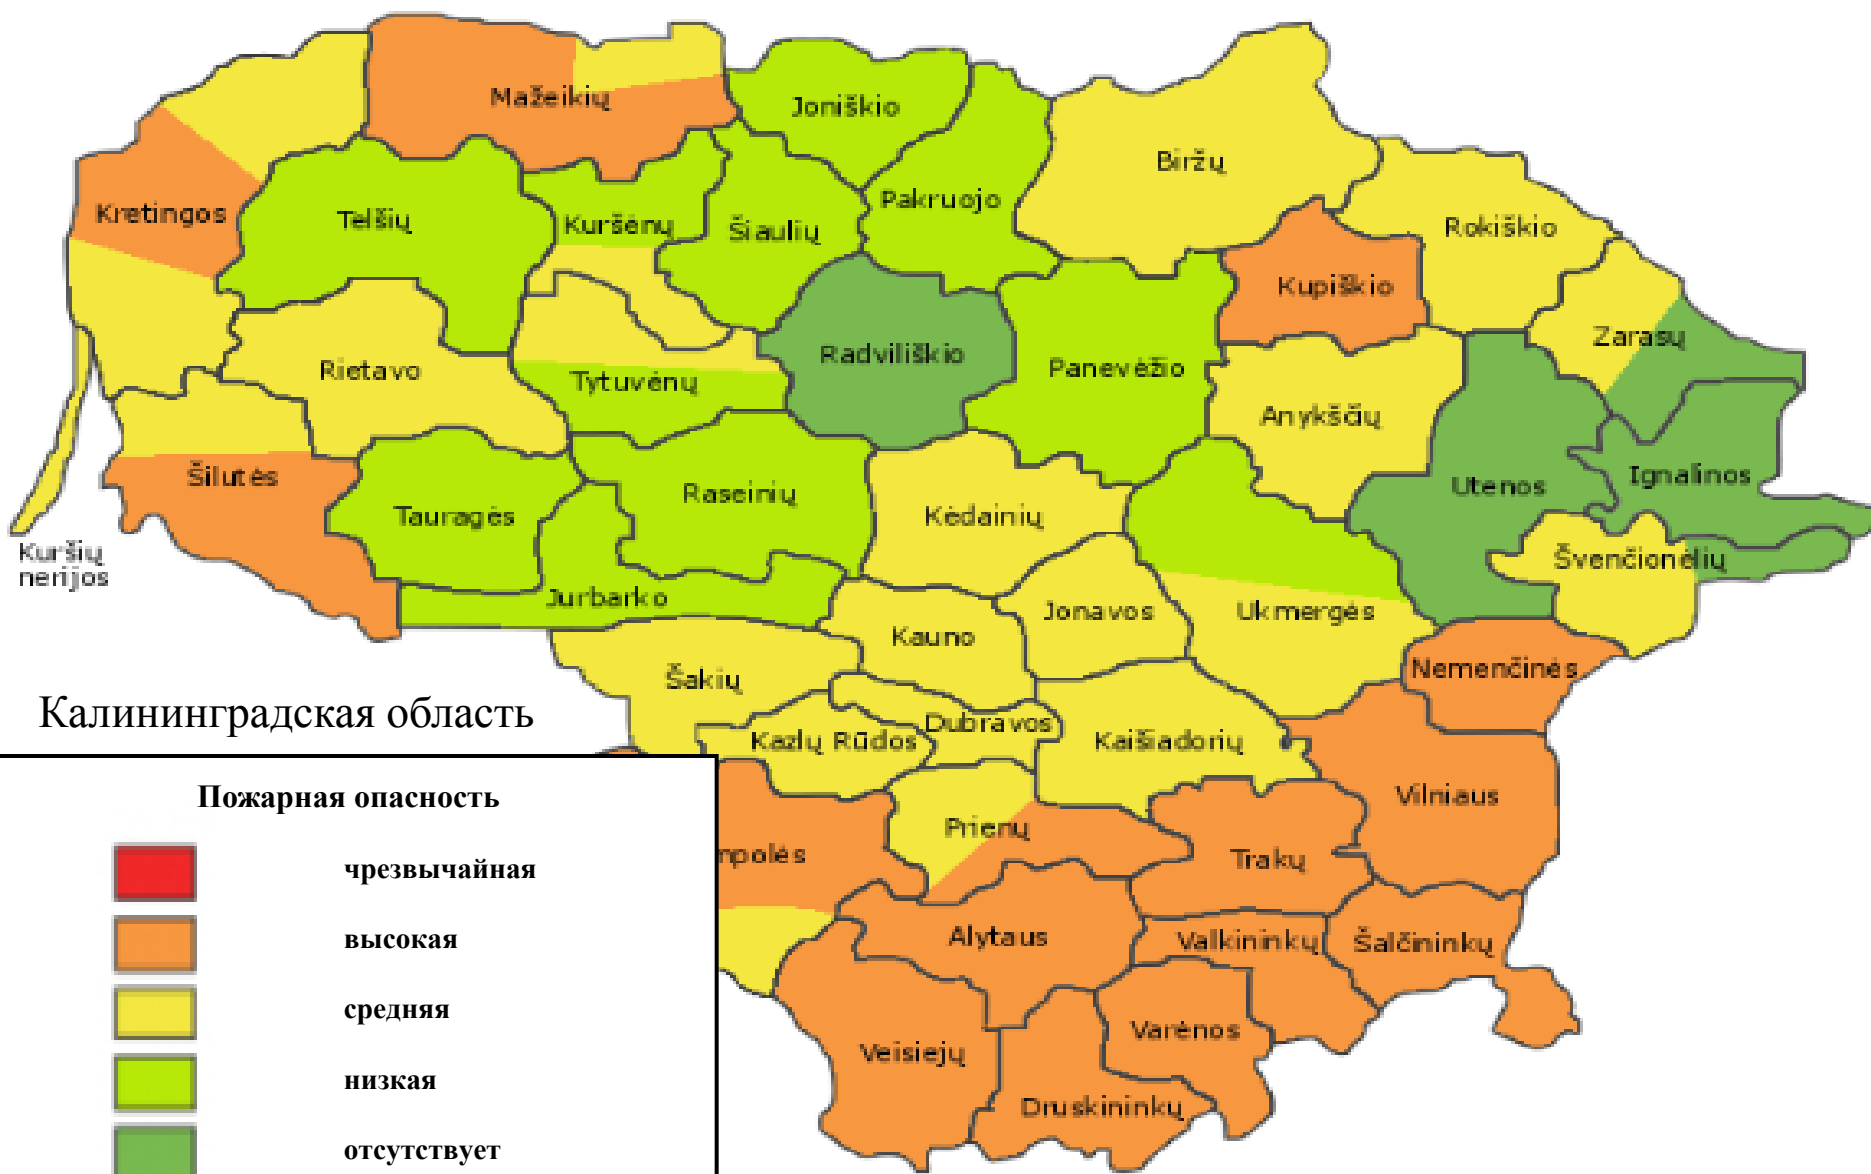 Mažeikių
Joniškio
Biržų
Kretingos
Telšių
Kuršėnų
Šiaulių
Pakruojo
Rokiškio
Kupiškio
Zarasų
Rietavo
Tytuvėnų
Radviliškio
Panevėžio
Anykščių
Šilutės
Tauragės
Raseinių
Kėdainių
Utenos
Ignalinos
Kuršių
nerijos
Jurbarko
Švenčionėlių
Kauno
Jonavos
Ukmergės
Šakių
Nemenčinės
Калининградская область
Kazlų Rūdos
Dubravos
Kaišiadorių
Vilniaus
Prienų
mpolės
Trakų
Alytaus
Valkininkų
Šalčininkų
Veisiejų
Varėnos
Druskininkų
Пожарная опасность
чрезвычайная
высокая
средняя
низкая
отсутствует